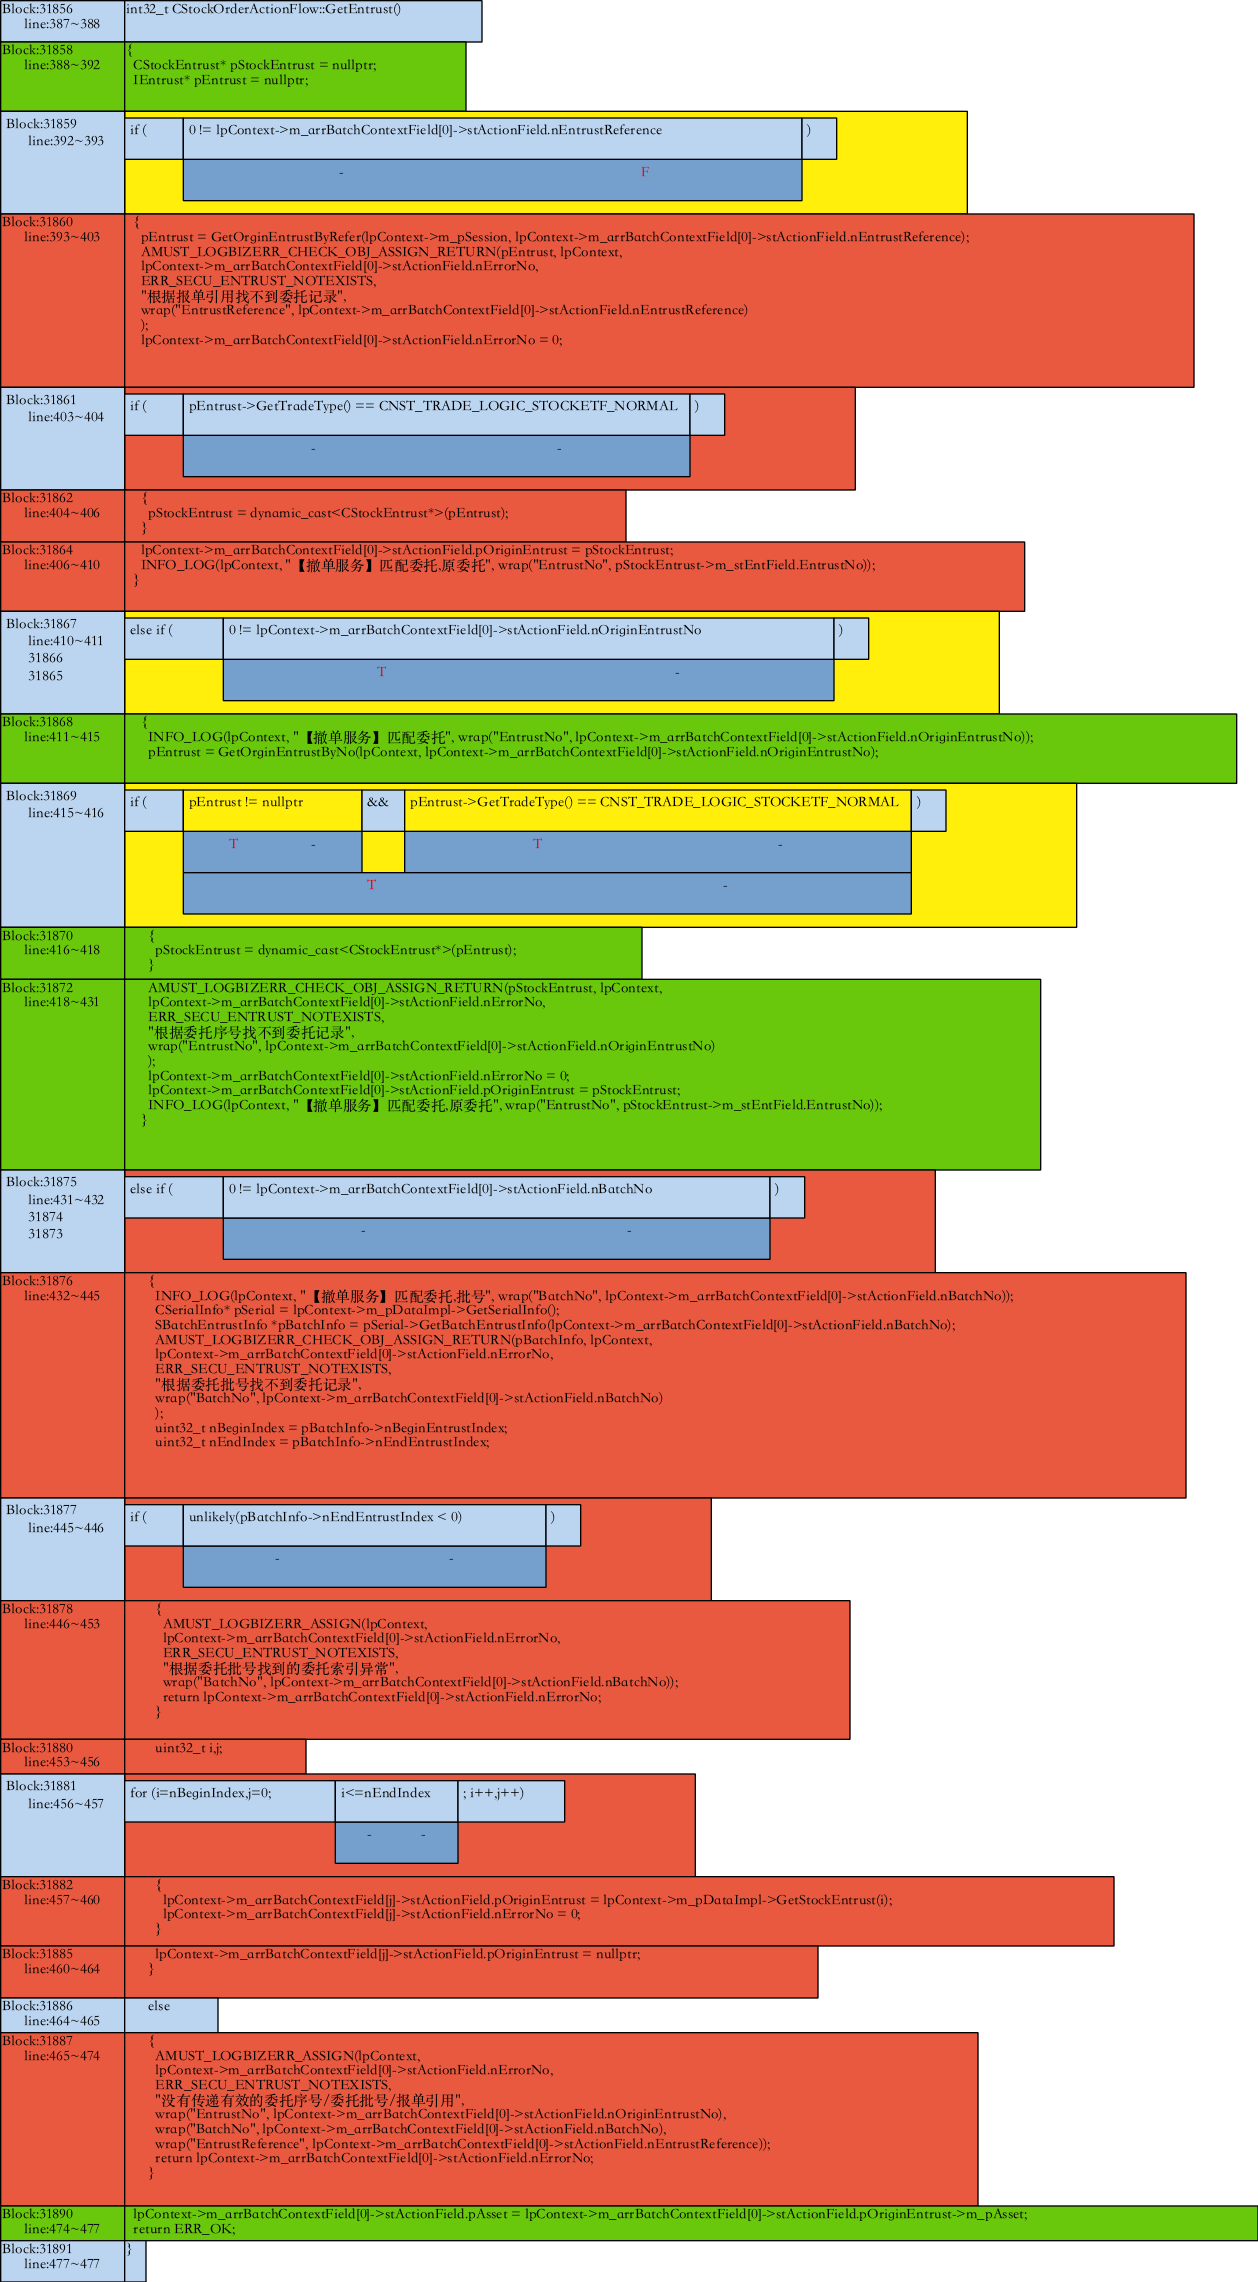 Block:31856
line:387~388
int32_t CStockOrderActionFlow::GetEntrust()
Block:31858
line:388~392
{
CStockEntrust* pStockEntrust = nullptr;
IEntrust* pEntrust = nullptr;
Block:31859
line:392~393
if ( 0 != lpContext->m_arrBatchContextField[0]->stActionField.nEntrustReference )
- F
Block:31860
line:393~403
{
pEntrust = GetOrginEntrustByRefer(lpContext->m_pSession, lpContext->m_arrBatchContextField[0]->stActionField.nEntrustReference);
AMUST_LOGBIZERR_CHECK_OBJ_ASSIGN_RETURN(pEntrust, lpContext,
lpContext->m_arrBatchContextField[0]->stActionField.nErrorNo,
ERR_SECU_ENTRUST_NOTEXISTS,
"根据报单引用找不到委托记录",
wrap("EntrustReference", lpContext->m_arrBatchContextField[0]->stActionField.nEntrustReference)
);
lpContext->m_arrBatchContextField[0]->stActionField.nErrorNo = 0;
Block:31861
line:403~404
if ( pEntrust->GetTradeType() == CNST_TRADE_LOGIC_STOCKETF_NORMAL )
- -
Block:31862
line:404~406
{
pStockEntrust = dynamic_cast<CStockEntrust*>(pEntrust);
}
Block:31864
line:406~410
lpContext->m_arrBatchContextField[0]->stActionField.pOriginEntrust = pStockEntrust;
INFO_LOG(lpContext, "【撤单服务】匹配委托,原委托", wrap("EntrustNo", pStockEntrust->m_stEntField.EntrustNo));
}
Block:31867
line:410~411
31866
31865
else if ( 0 != lpContext->m_arrBatchContextField[0]->stActionField.nOriginEntrustNo )
T -
Block:31868
line:411~415
{
INFO_LOG(lpContext, "【撤单服务】匹配委托", wrap("EntrustNo", lpContext->m_arrBatchContextField[0]->stActionField.nOriginEntrustNo));
pEntrust = GetOrginEntrustByNo(lpContext, lpContext->m_arrBatchContextField[0]->stActionField.nOriginEntrustNo);
Block:31869
line:415~416
if ( pEntrust != nullptr && pEntrust->GetTradeType() == CNST_TRADE_LOGIC_STOCKETF_NORMAL )
T - T -
T -
Block:31870
line:416~418
{
pStockEntrust = dynamic_cast<CStockEntrust*>(pEntrust);
}
Block:31872
line:418~431
AMUST_LOGBIZERR_CHECK_OBJ_ASSIGN_RETURN(pStockEntrust, lpContext,
lpContext->m_arrBatchContextField[0]->stActionField.nErrorNo,
ERR_SECU_ENTRUST_NOTEXISTS,
"根据委托序号找不到委托记录",
wrap("EntrustNo", lpContext->m_arrBatchContextField[0]->stActionField.nOriginEntrustNo)
);
lpContext->m_arrBatchContextField[0]->stActionField.nErrorNo = 0;
lpContext->m_arrBatchContextField[0]->stActionField.pOriginEntrust = pStockEntrust;
INFO_LOG(lpContext, "【撤单服务】匹配委托,原委托", wrap("EntrustNo", pStockEntrust->m_stEntField.EntrustNo));
}
Block:31875
line:431~432
31874
31873
else if ( 0 != lpContext->m_arrBatchContextField[0]->stActionField.nBatchNo )
- -
Block:31876
line:432~445
{
INFO_LOG(lpContext, "【撤单服务】匹配委托,批号", wrap("BatchNo", lpContext->m_arrBatchContextField[0]->stActionField.nBatchNo));
CSerialInfo* pSerial = lpContext->m_pDataImpl->GetSerialInfo();
SBatchEntrustInfo *pBatchInfo = pSerial->GetBatchEntrustInfo(lpContext->m_arrBatchContextField[0]->stActionField.nBatchNo);
AMUST_LOGBIZERR_CHECK_OBJ_ASSIGN_RETURN(pBatchInfo, lpContext,
lpContext->m_arrBatchContextField[0]->stActionField.nErrorNo,
ERR_SECU_ENTRUST_NOTEXISTS,
"根据委托批号找不到委托记录",
wrap("BatchNo", lpContext->m_arrBatchContextField[0]->stActionField.nBatchNo)
);
uint32_t nBeginIndex = pBatchInfo->nBeginEntrustIndex;
uint32_t nEndIndex = pBatchInfo->nEndEntrustIndex;
Block:31877
line:445~446
if ( unlikely(pBatchInfo->nEndEntrustIndex < 0) )
- -
Block:31878
line:446~453
{
AMUST_LOGBIZERR_ASSIGN(lpContext,
lpContext->m_arrBatchContextField[0]->stActionField.nErrorNo,
ERR_SECU_ENTRUST_NOTEXISTS,
"根据委托批号找到的委托索引异常",
wrap("BatchNo", lpContext->m_arrBatchContextField[0]->stActionField.nBatchNo));
return lpContext->m_arrBatchContextField[0]->stActionField.nErrorNo;
}
Block:31880
line:453~456
uint32_t i,j;
Block:31881
line:456~457
for (i=nBeginIndex,j=0; i<=nEndIndex ; i++,j++)
- -
Block:31882
line:457~460
{
lpContext->m_arrBatchContextField[j]->stActionField.pOriginEntrust = lpContext->m_pDataImpl->GetStockEntrust(i);
lpContext->m_arrBatchContextField[j]->stActionField.nErrorNo = 0;
}
Block:31885
line:460~464
lpContext->m_arrBatchContextField[j]->stActionField.pOriginEntrust = nullptr;
}
Block:31886
line:464~465
else
Block:31887
line:465~474
{
AMUST_LOGBIZERR_ASSIGN(lpContext,
lpContext->m_arrBatchContextField[0]->stActionField.nErrorNo,
ERR_SECU_ENTRUST_NOTEXISTS,
"没有传递有效的委托序号/委托批号/报单引用",
wrap("EntrustNo", lpContext->m_arrBatchContextField[0]->stActionField.nOriginEntrustNo),
wrap("BatchNo", lpContext->m_arrBatchContextField[0]->stActionField.nBatchNo),
wrap("EntrustReference", lpContext->m_arrBatchContextField[0]->stActionField.nEntrustReference));
return lpContext->m_arrBatchContextField[0]->stActionField.nErrorNo;
}
Block:31890
line:474~477
lpContext->m_arrBatchContextField[0]->stActionField.pAsset = lpContext->m_arrBatchContextField[0]->stActionField.pOriginEntrust->m_pAsset;
return ERR_OK;
Block:31891
line:477~477
}